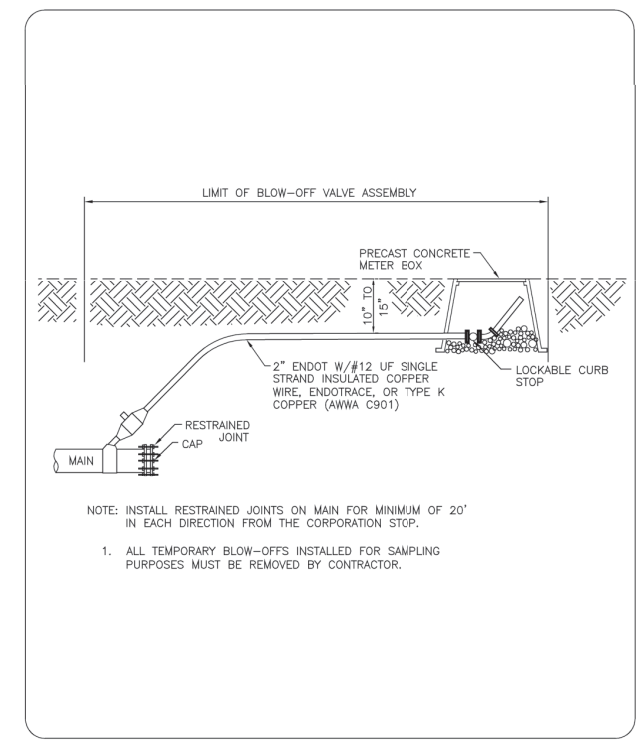 LIMIT OF BLOW-OFF VALVE ASSEMBLY
PRECAST CONCRETE
METER BOX
10" TO
15"
2" ENDOT W/#12 UF SINGLE
STRAND INSULATED COPPER
WIRE, ENDOTRACE, OR TYPE K
COPPER (AWWA C901)
LOCKABLE CURB
STOP
RESTRAINED
JOINT
CAP
MAIN
NOTE: INSTALL RESTRAINED JOINTS ON MAIN FOR MINIMUM OF 20'
IN EACH DIRECTION FROM THE CORPORATION STOP.
1. ALL TEMPORARY BLOW-OFFS INSTALLED FOR SAMPLING
PURPOSES MUST BE REMOVED BY CONTRACTOR.